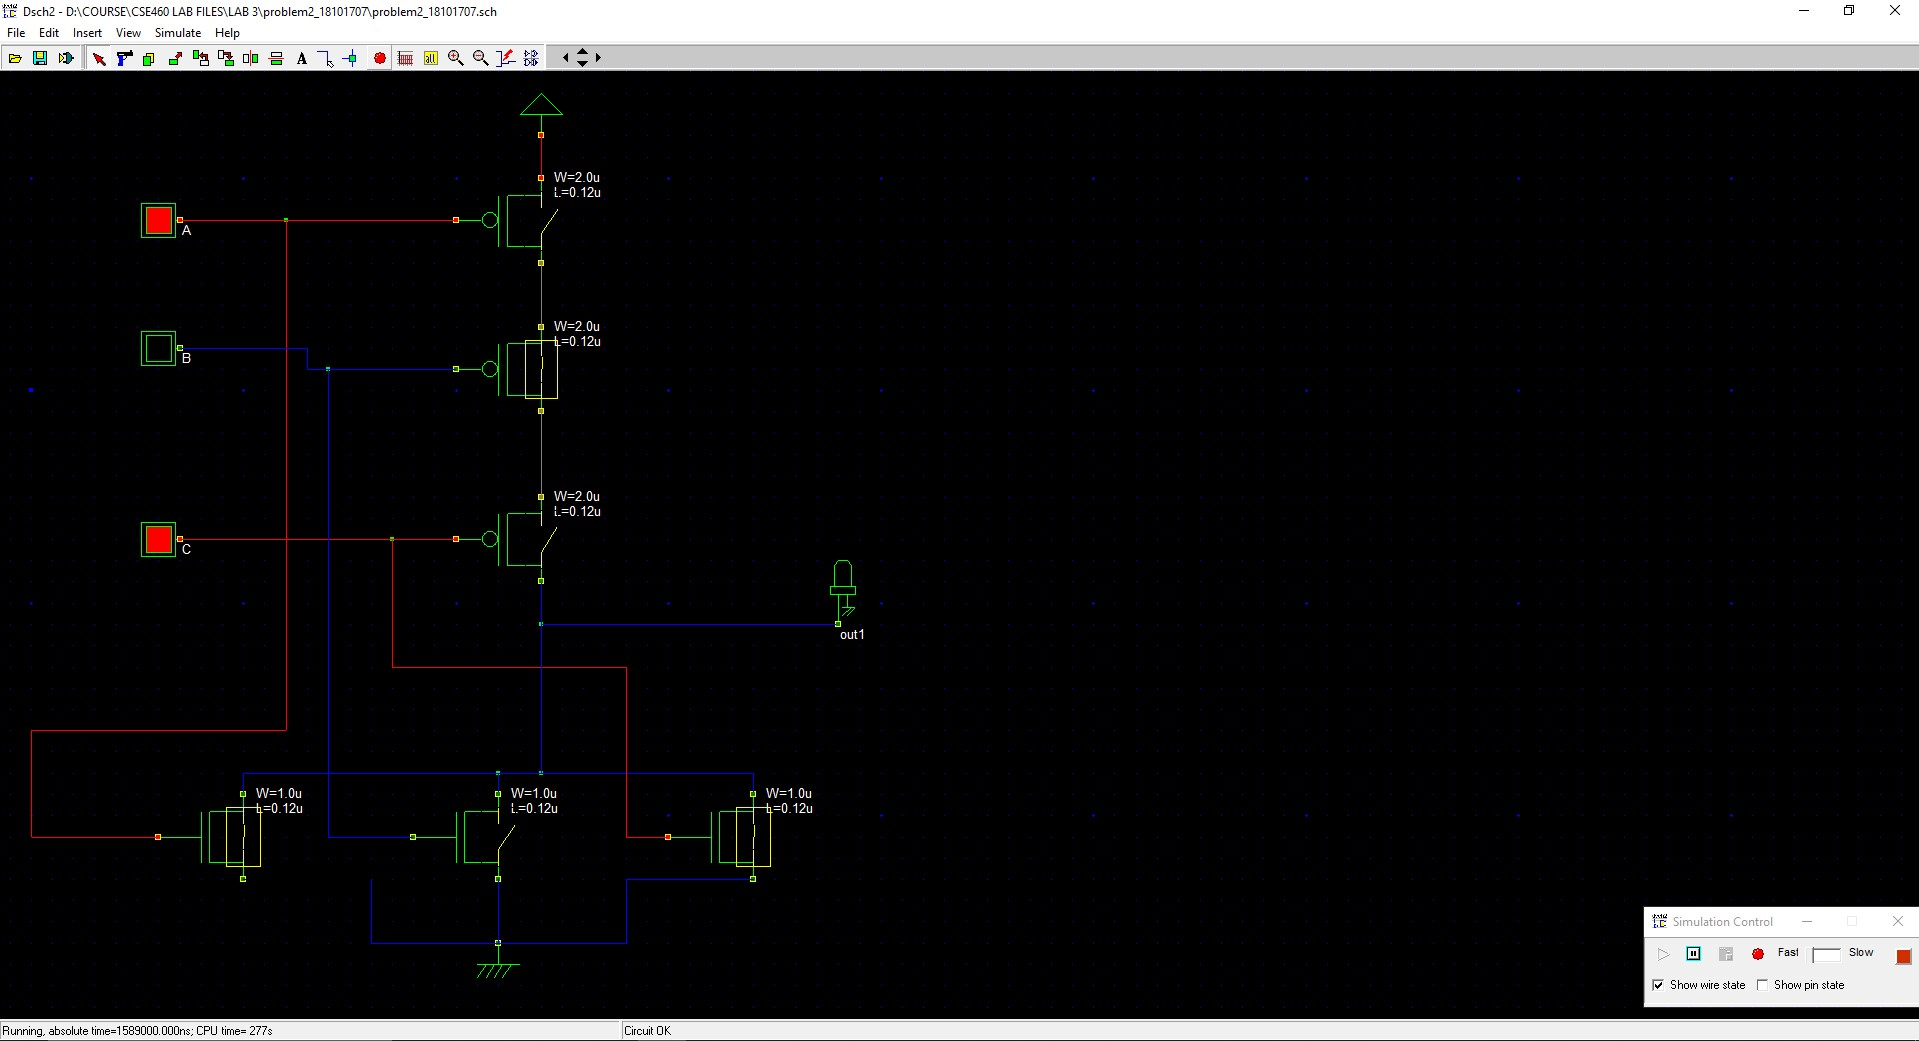 Dsch2 - D:\COURSE\CSE460 LAB FILES\LAB 3\problem2_18101707\problem2_18101707.sch
File Edit Insert View Simulate Help
A all
W=2.0u
L=0.12u
A
W=2.0u
L=0.12u
B
W=2.0u
L=0.12u
C
out1
W=1.0u W=1.0u W=1.0u
L=0.12u L=0.12u L=0.12u
Simulation Control
Fast Slow
Show wire state Show pin state
Running, absolute time=1589000.000ns; CPU time= 277s Circuit OK